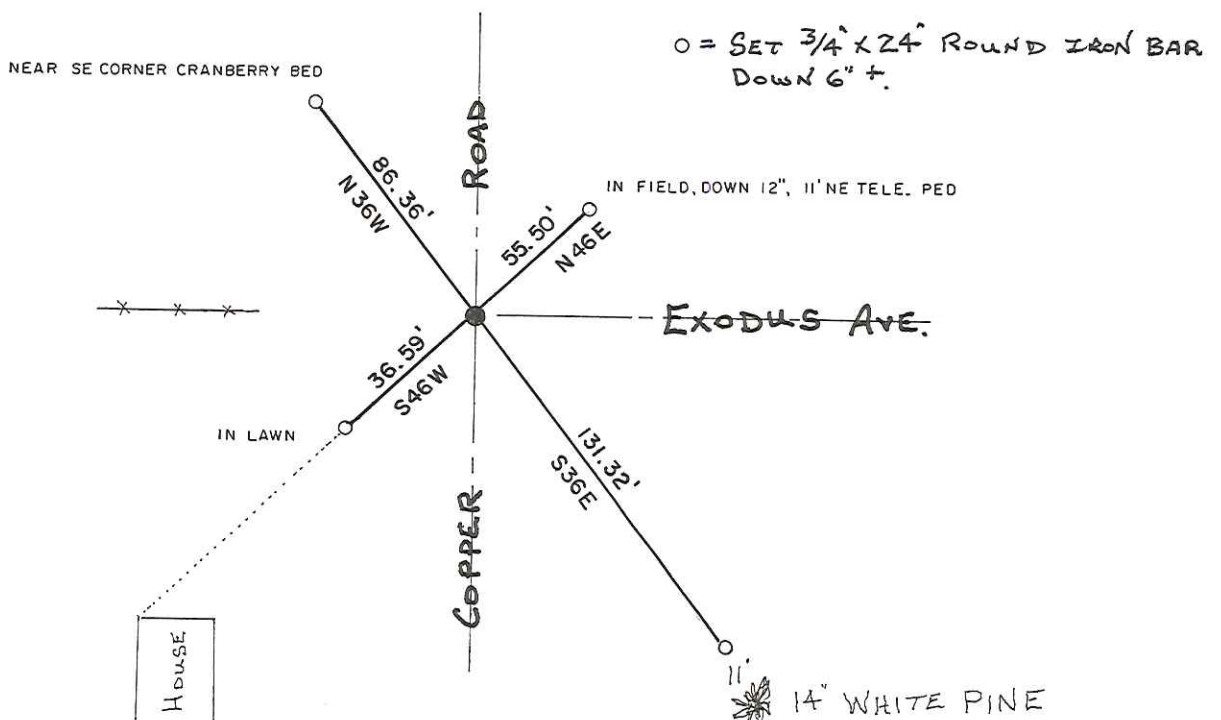 O = SET 3/4" X 24" ROUND IRON BAR
DOWN 6" ±.
NEAR SE CORNER CRANBERRY BED
ROAD
86.36'
N36W
IN FIELD, DOWN 12", 11' NE TELE. PED
55.50'
N46E
EXODUS AVE.
36.59'
S46W
IN LAWN
131.32'
S36E
COPPER
HOUSE
11'
14" WHITE PINE